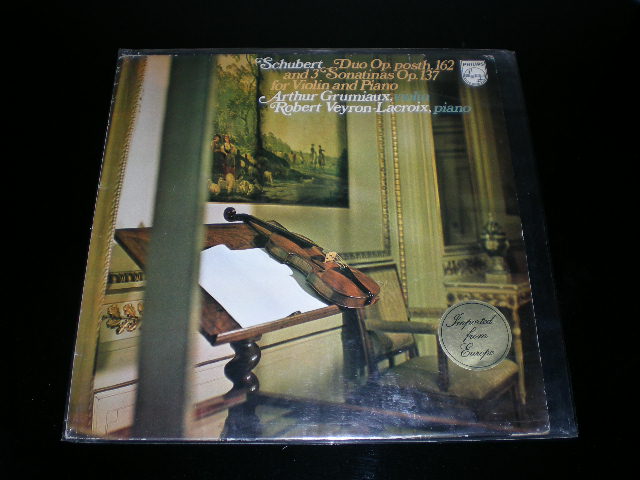 Schubert Duo Op. posth. 162
and 3 Sonatinas Op. 137
for Violin and Piano
Arthur Grumiaux, violin
Robert Veyron-Lacroix, piano
PHILIPS
Imported
from
Europe